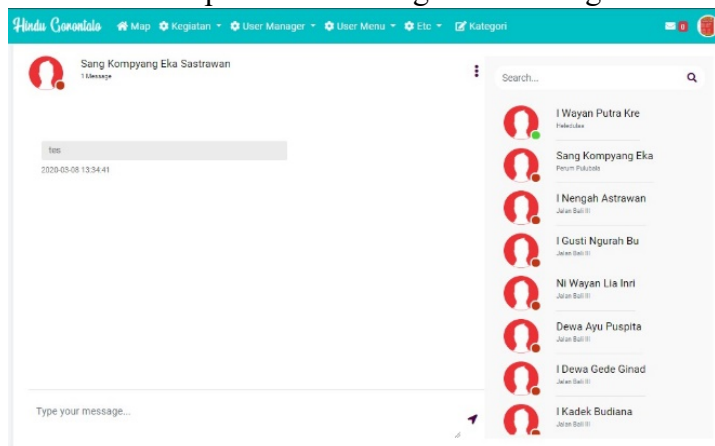 Hindu Gorontalo Map Kegiatan User Manager User Menu Etc Kategori 0
Sang Kompyang Eka Sastrawan
1 Message
tes
2020-03-08 13:34:41
Type your message...
Search...
I Wayan Putra Kre
Heledulaa
Sang Kompyang Eka
Perum Pulubala
I Nengah Astrawan
Jalan Bali III
I Gusti Ngurah Bu
Jalan Bali III
Ni Wayan Lia Inri
Jalan Bali III
Dewa Ayu Puspita
Jalan Bali III
I Dewa Gede Ginad
Jalan Bali III
I Kadek Budiana
Jalan Bali III